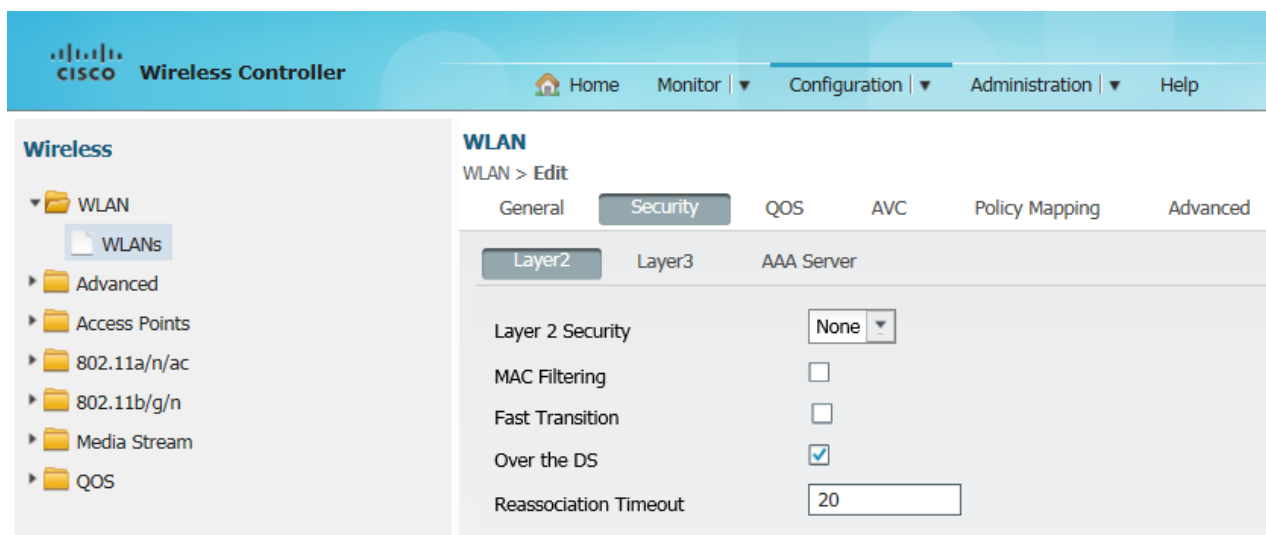 CISCO Wireless Controller
Home Monitor Configuration Administration Help
Wireless
WLAN
WLANs
Advanced
Access Points
802.11a/n/ac
802.11b/g/n
Media Stream
QOS
WLAN
WLAN > Edit
General Security QOS AVC Policy Mapping Advanced
Layer2 Layer3 AAA Server
Layer 2 Security None
MAC Filtering
Fast Transition
Over the DS
Reassociation Timeout 20